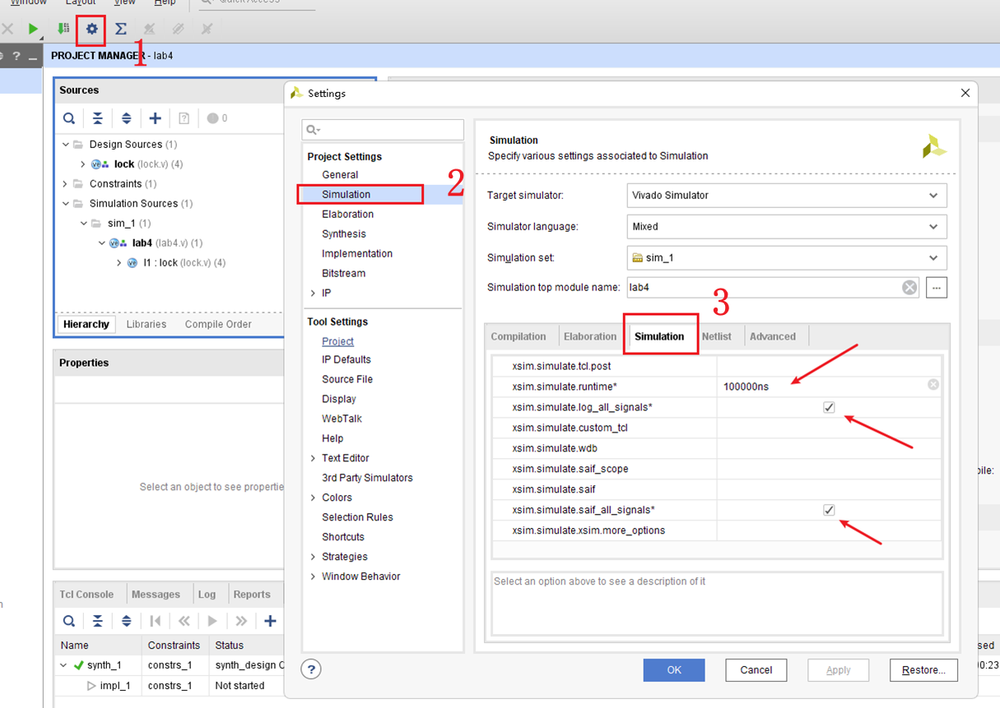 Window Layout View Help Quick Access
1
PROJECT MANAGER - lab4
Sources
0
Design Sources (1)
lock (lock.v) (4)
Constraints (1)
Simulation Sources (1)
sim_1 (1)
lab4 (lab4.v) (1)
l1 : lock (lock.v) (4)
Hierarchy Libraries Compile Order
Properties
Select an object to see propertie
Tcl Console Messages Log Reports
Name Constraints Status
synth_1 constrs_1 synth_design C
impl_1 constrs_1 Not started
Settings
Project Settings
General
Simulation
2
Elaboration
Synthesis
Implementation
Bitstream
IP
Tool Settings
Project
IP Defaults
Source File
Display
WebTalk
Help
Text Editor
3rd Party Simulators
Colors
Selection Rules
Shortcuts
Strategies
Window Behavior
Simulation
Specify various settings associated to Simulation
Target simulator: Vivado Simulator
Simulator language: Mixed
Simulation set: sim_1
Simulation top module name: lab4
...
3
Compilation Elaboration Simulation Netlist Advanced
xsim.simulate.tcl.post
xsim.simulate.runtime* 100000ns
xsim.simulate.log_all_signals*
xsim.simulate.custom_tcl
xsim.simulate.wdb
xsim.simulate.saif_scope
xsim.simulate.saif
xsim.simulate.saif_all_signals*
xsim.simulate.xsim.more_options
Select an option above to see a description of it
? OK Cancel Apply Restore...
pile:
sed
0:23